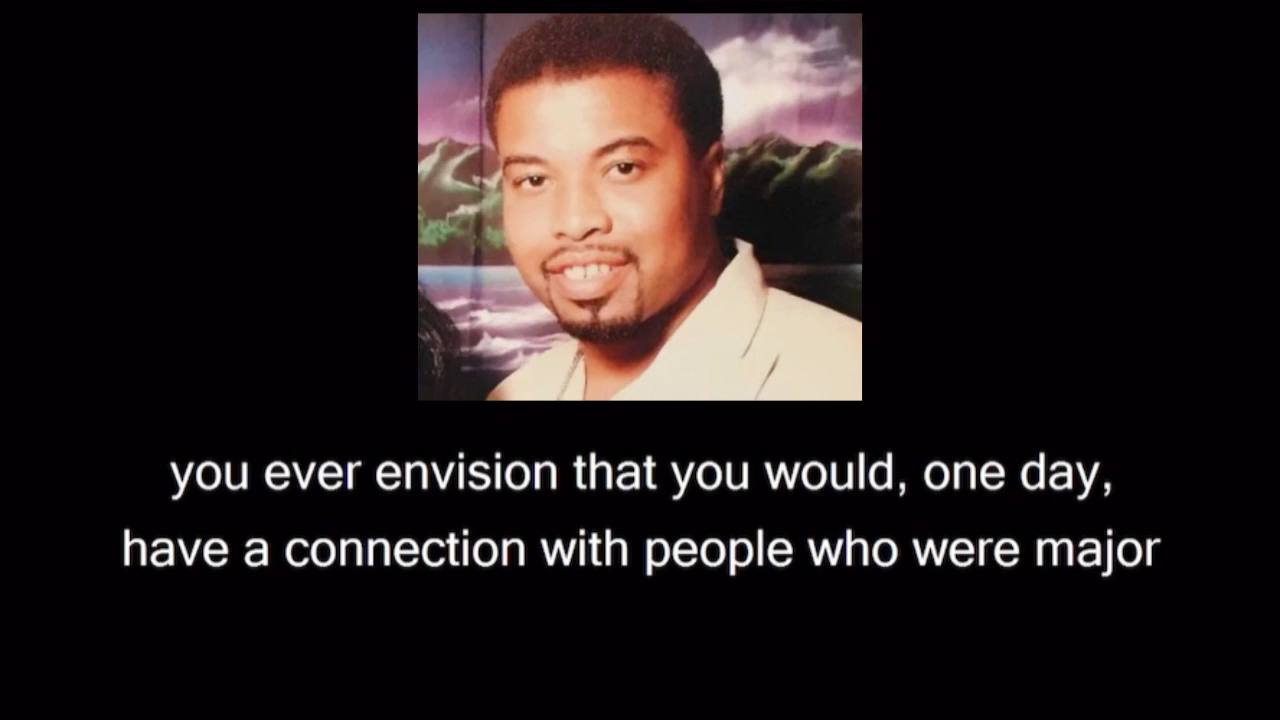 you ever envision that you would, one day,
have a connection with people who were major